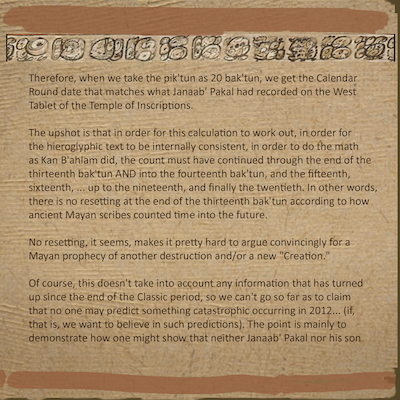 Therefore, when we take the pik'tun as 20 bak'tun, we get the Calendar
Round date that matches what Janaab' Pakal had recorded on the West
Tablet of the Temple of Inscriptions.
The upshot is that in order for this calculation to work out, in order for
the hieroglyphic text to be internally consistent, in order to do the math
as Kan B'ahlam did, the count must have continued through the end of the
thirteenth bak'tun AND into the fourteenth bak'tun, and the fifteenth,
sixteenth, ... up to the nineteenth, and finally the twentieth. In other words,
there is no resetting at the end of the thirteenth bak'tun according to how
ancient Mayan scribes counted time into the future.
No resetting, it seems, makes it pretty hard to argue convincingly for a
Mayan prophecy of another destruction and/or a new "Creation."
Of course, this doesn't take into account any information that has turned
up since the end of the Classic period, so we can't go so far as to claim
that no one may predict something catastrophic occurring in 2012... (if,
that is, we want to believe in such predictions). The point is mainly to
demonstrate how one might show that neither Janaab' Pakal nor his son